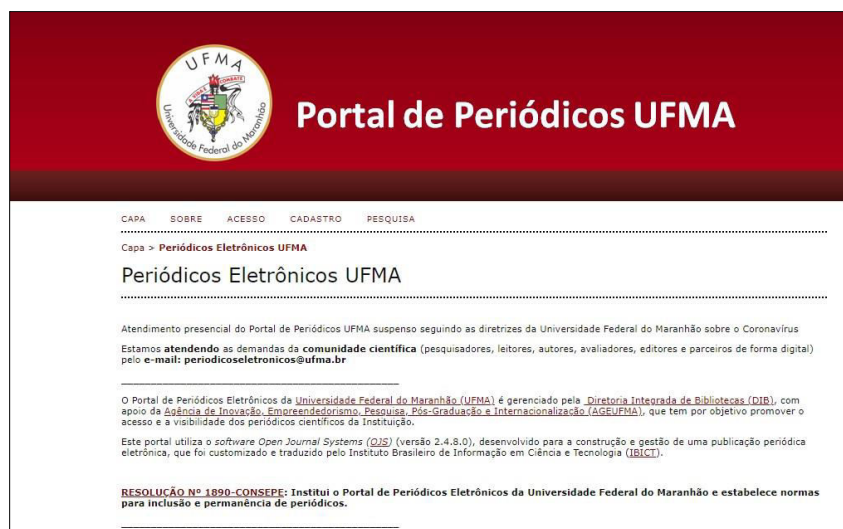 UFMA
Universidade Federal do Maranhão
Portal de Periódicos UFMA
CAPA SOBRE ACESSO CADASTRO PESQUISA
Capa > Periódicos Eletrônicos UFMA
Periódicos Eletrônicos UFMA
Atendimento presencial do Portal de Periódicos UFMA suspenso seguindo as diretrizes da Universidade Federal do Maranhão sobre o Coronavírus
Estamos atendendo as demandas da comunidade científica (pesquisadores, leitores, autores, avaliadores, editores e parceiros de forma digital)
pelo e-mail: periodicoseletronicos@ufma.br
O Portal de Periódicos Eletrônicos da Universidade Federal do Maranhão (UFMA) é gerenciado pela Diretoria Integrada de Bibliotecas (DIB), com
apoio da Agência de Inovação, Empreendedorismo, Pesquisa, Pós-Graduação e Internacionalização (AGEUFMA), que tem por objetivo promover o
acesso e a visibilidade dos periódicos científicos da Instituição.
Este portal utiliza o software Open Journal Systems (OJS) (versão 2.4.8.0), desenvolvido para a construção e gestão de uma publicação periódica
eletrônica, que foi customizado e traduzido pelo Instituto Brasileiro de Informação em Ciência e Tecnologia (IBICT).
RESOLUÇÃO Nº 1890-CONSEPE: Institui o Portal de Periódicos Eletrônicos da Universidade Federal do Maranhão e estabelece normas
para inclusão e permanência de periódicos.